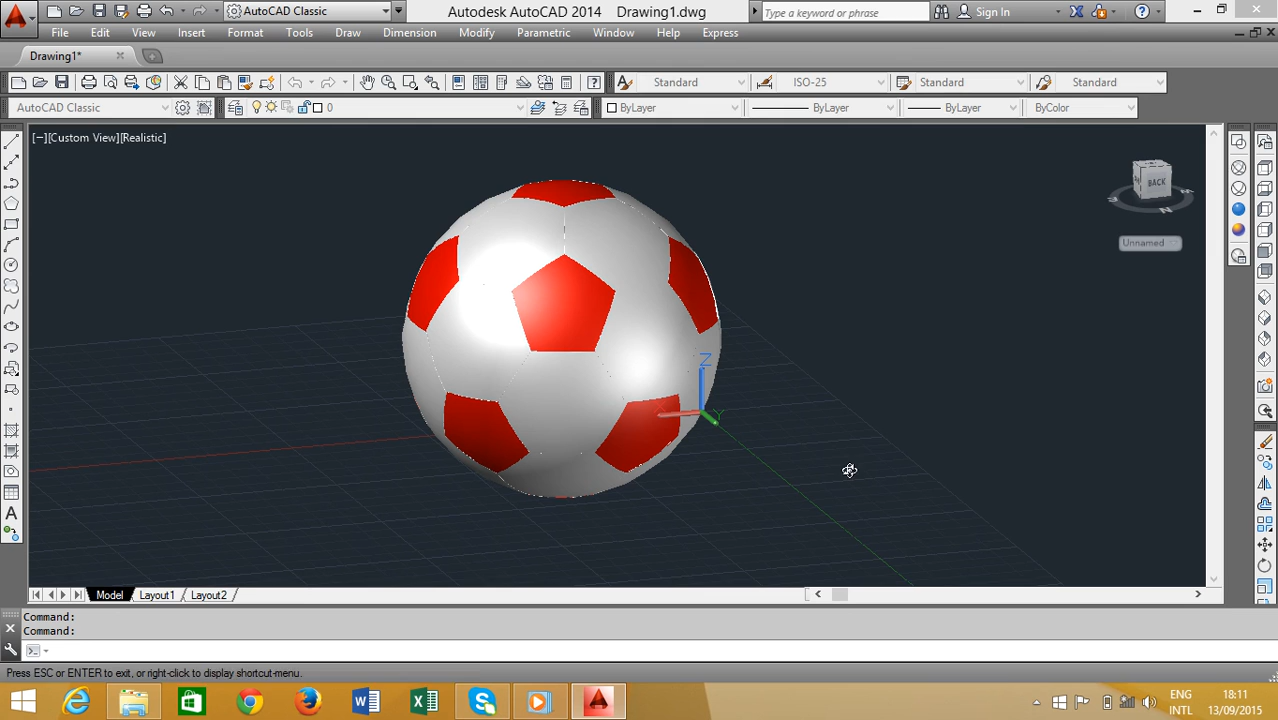 AutoCAD Classic
Autodesk AutoCAD 2014 Drawing1.dwg
Type a keyword or phrase
Sign In
File Edit View Insert Format Tools Draw Dimension Modify Parametric Window Help Express
Drawing1*
Standard ISO-25 Standard Standard
AutoCAD Classic 0 ByLayer ByLayer ByLayer ByColor
[−][Custom View][Realistic]
BACK
Unnamed
Z
Y
A
Model Layout1 Layout2
Command:
Command:
Press ESC or ENTER to exit, or right-click to display shortcut-menu.
ENG 18:11
INTL 13/09/2015